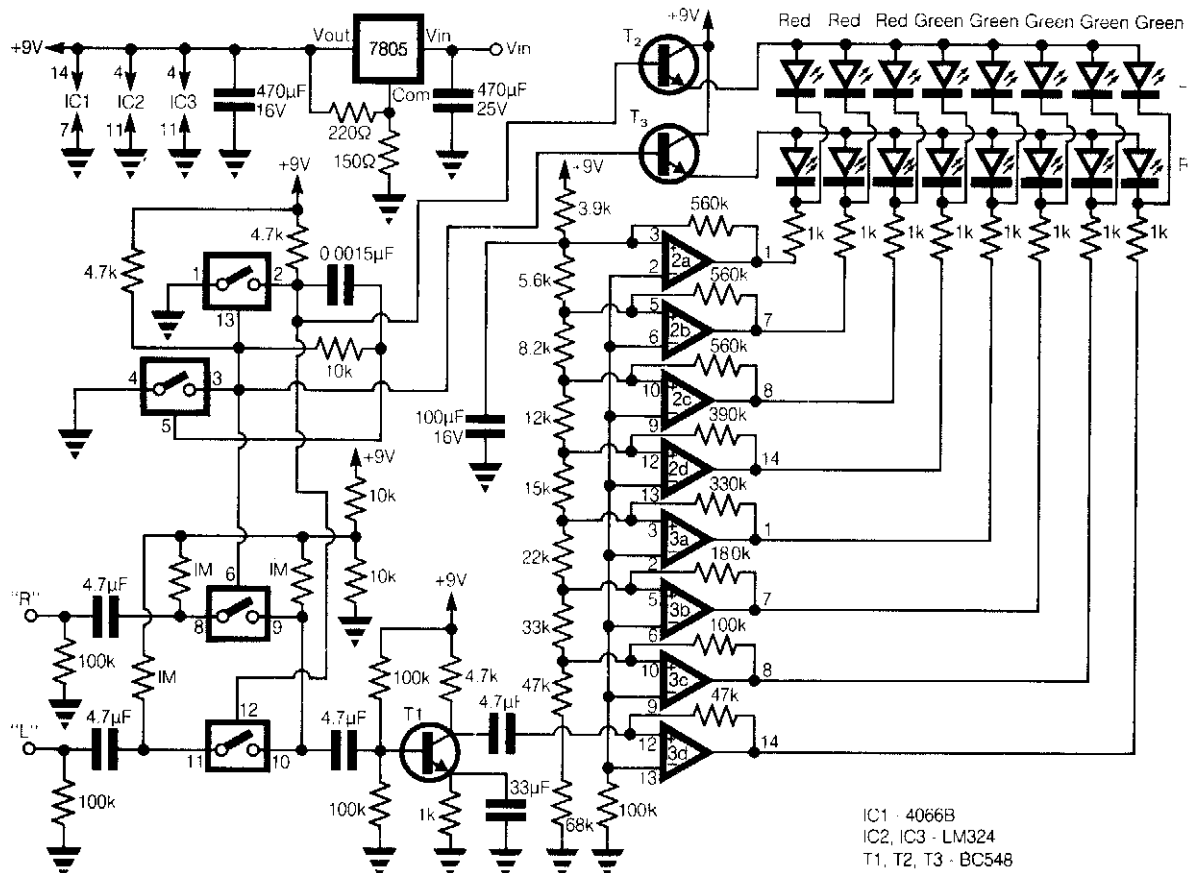 +9V
Red Red Red Green Green Green Green Green
+9V
Vout
7805
Vin
Vin
T2
14
4
4
IC1
IC2
IC3
7
11
11
470µF
16V
Com
470µF
25V
220Ω
150Ω
T3
+9V
+9V
3.9k
560k
4.7k
4.7k
0.0015µF
1
2
13
10k
4
3
5
3
2
2a
1
1k
1k
1k
1k
1k
1k
1k
1k
5.6k
560k
5
6
2b
7
8.2k
560k
10
9
2c
8
100µF
16V
12k
390k
12
13
2d
14
+9V
10k
10k
15k
330k
3
2
3a
1
22k
180k
5
6
3b
7
33k
100k
10
9
3c
8
47k
47k
12
13
3d
14
68k
100k
IM
IM
IM
6
"R"
4.7µF
8
9
100k
"L"
4.7µF
12
11
10
100k
+9V
100k
4.7k
4.7µF
T1
4.7µF
100k
1k
33µF
IC1 - 4066B
IC2, IC3 - LM324
T1, T2, T3 - BC548